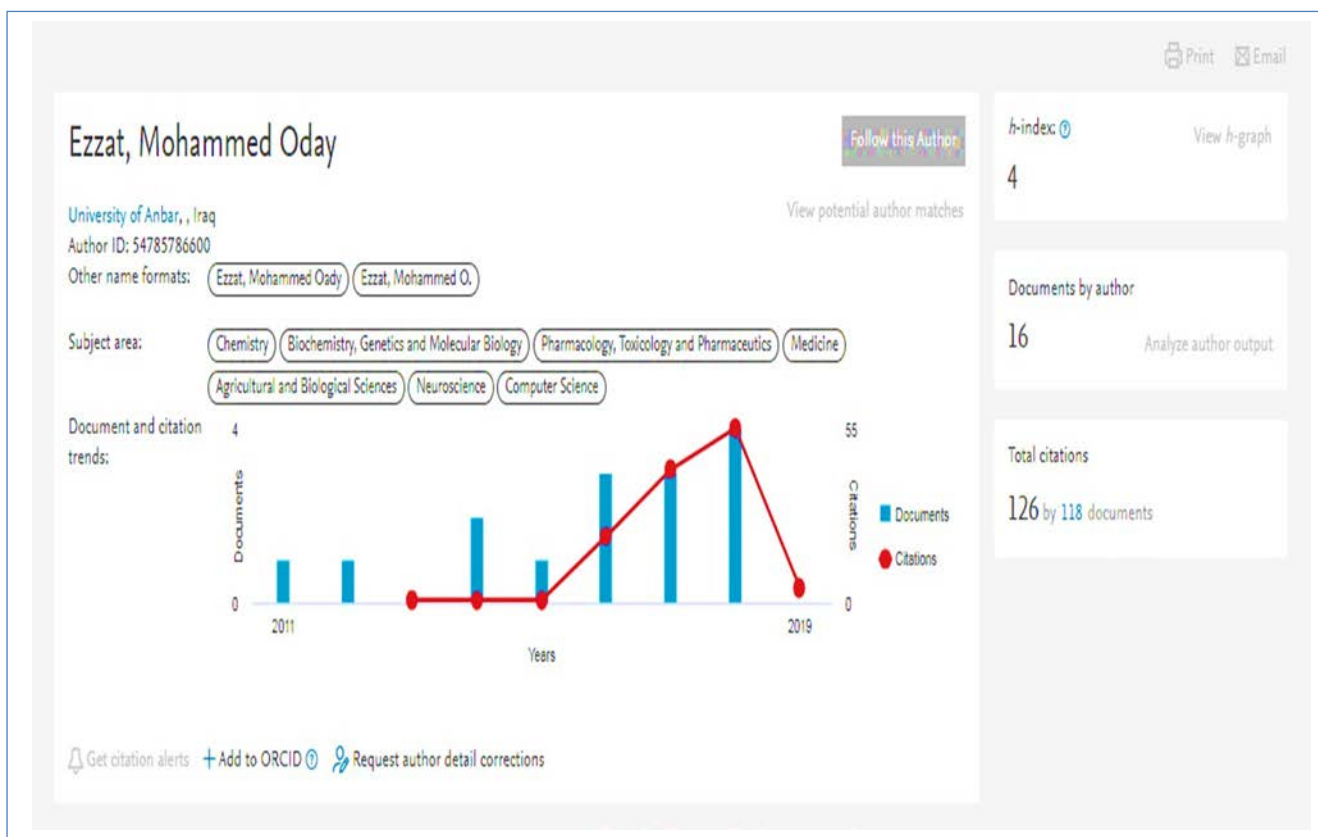 Print Email
Ezzat, Mohammed Oday
Follow this Author
University of Anbar, , Iraq
View potential author matches
Author ID: 54785786600
Other name formats: Ezzat, Mohammed Oady Ezzat, Mohammed O.
Subject area: Chemistry Biochemistry, Genetics and Molecular Biology Pharmacology, Toxicology and Pharmaceutics Medicine
Agricultural and Biological Sciences Neuroscience Computer Science
Document and citation
trends:
4
55
Documents
Citations
Documents
Citations
0
0
2011
2019
Years
Get citation alerts + Add to ORCID ? Request author detail corrections
h-index: ?
View h-graph
4
Documents by author
16
Analyze author output
Total citations
126 by 118 documents